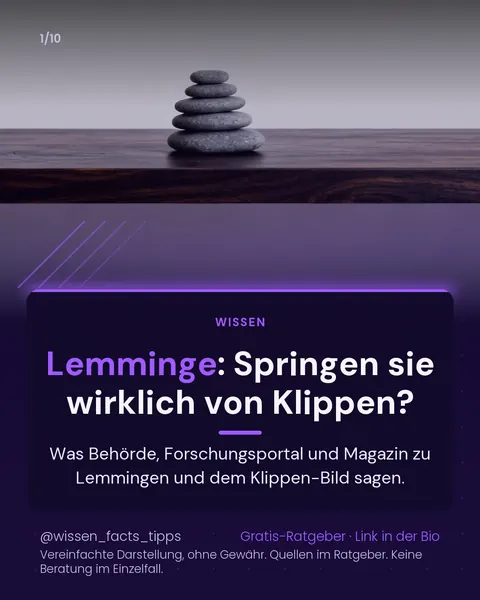 1/10
WISSEN
Lemminge: Springen sie
wirklich von Klippen?
Was Behörde, Forschungsportal und Magazin zu
Lemmingen und dem Klippen-Bild sagen.
@wissen_facts_tipps
Gratis-Ratgeber · Link in der Bio
Vereinfachte Darstellung, ohne Gewähr. Quellen im Ratgeber. Keine
Beratung im Einzelfall.